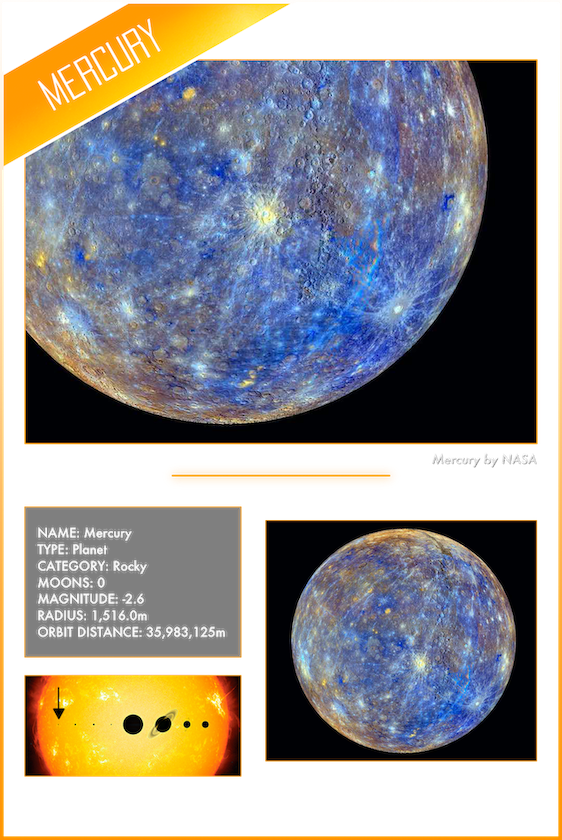 MERCURY
Mercury by NASA
NAME: Mercury
TYPE: Planet
CATEGORY: Rocky
MOONS: 0
MAGNITUDE: -2.6
RADIUS: 1,516.0m
ORBIT DISTANCE: 35,983,125m